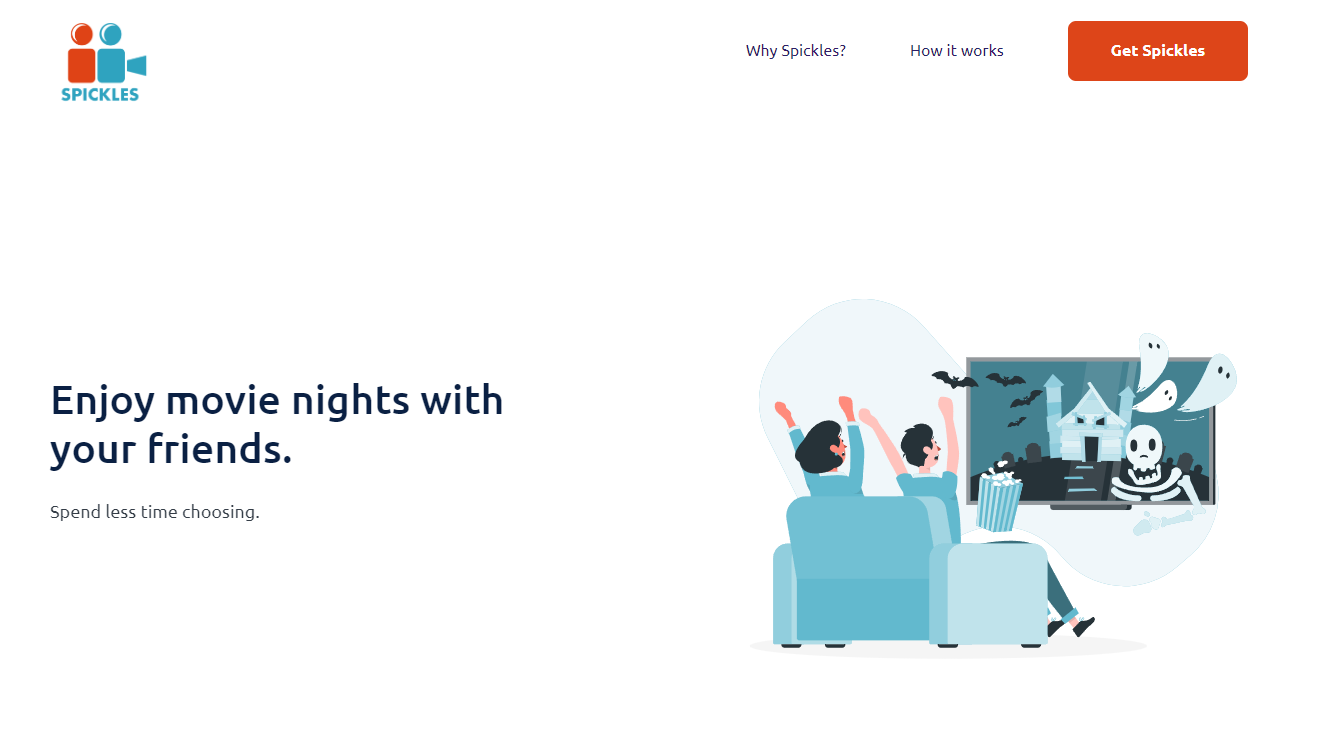 SPICKLES
Why Spickles?
How it works
Get Spickles
Enjoy movie nights with
your friends.
Spend less time choosing.